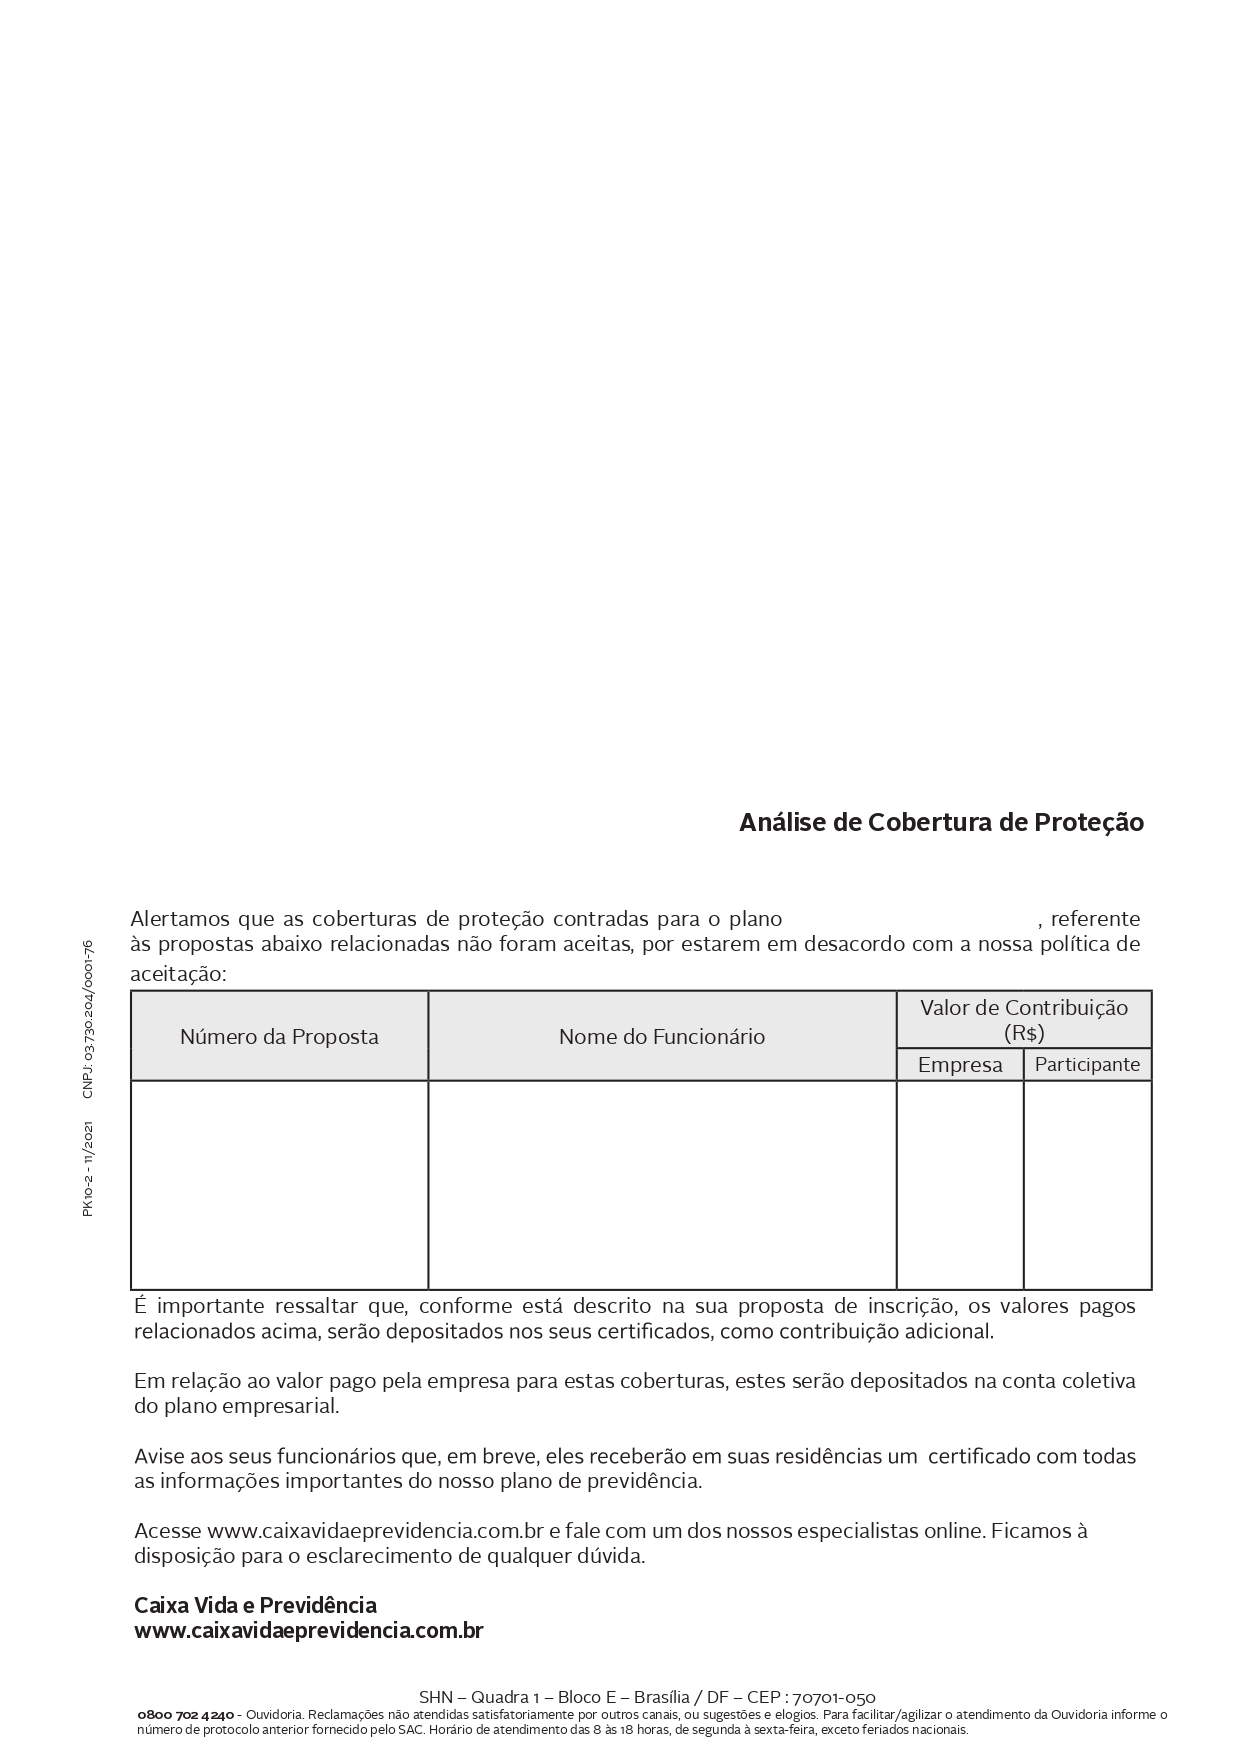 Análise de Cobertura de Proteção
Alertamos que as coberturas de proteção contradas para o plano , referente
às propostas abaixo relacionadas não foram aceitas, por estarem em desacordo com a nossa política de
aceitação:
Número da Proposta
Nome do Funcionário
Valor de Contribuição
(R$)
Empresa
Participante
É importante ressaltar que, conforme está descrito na sua proposta de inscrição, os valores pagos
relacionados acima, serão depositados nos seus certificados, como contribuição adicional.
Em relação ao valor pago pela empresa para estas coberturas, estes serão depositados na conta coletiva
do plano empresarial.
Avise aos seus funcionários que, em breve, eles receberão em suas residências um certificado com todas
as informações importantes do nosso plano de previdência.
Acesse www.caixavidaeprevidencia.com.br e fale com um dos nossos especialistas online. Ficamos à
disposição para o esclarecimento de qualquer dúvida.
Caixa Vida e Previdência
www.caixavidaeprevidencia.com.br
SHN – Quadra 1 – Bloco E – Brasília / DF – CEP : 70701-050
0800 702 4240 - Ouvidoria. Reclamações não atendidas satisfatoriamente por outros canais, ou sugestões e elogios. Para facilitar/agilizar o atendimento da Ouvidoria informe o
número de protocolo anterior fornecido pelo SAC. Horário de atendimento das 8 às 18 horas, de segunda à sexta-feira, exceto feriados nacionais.
PK10-2 - 11/2021 CNPJ: 03.730.204/0001-76